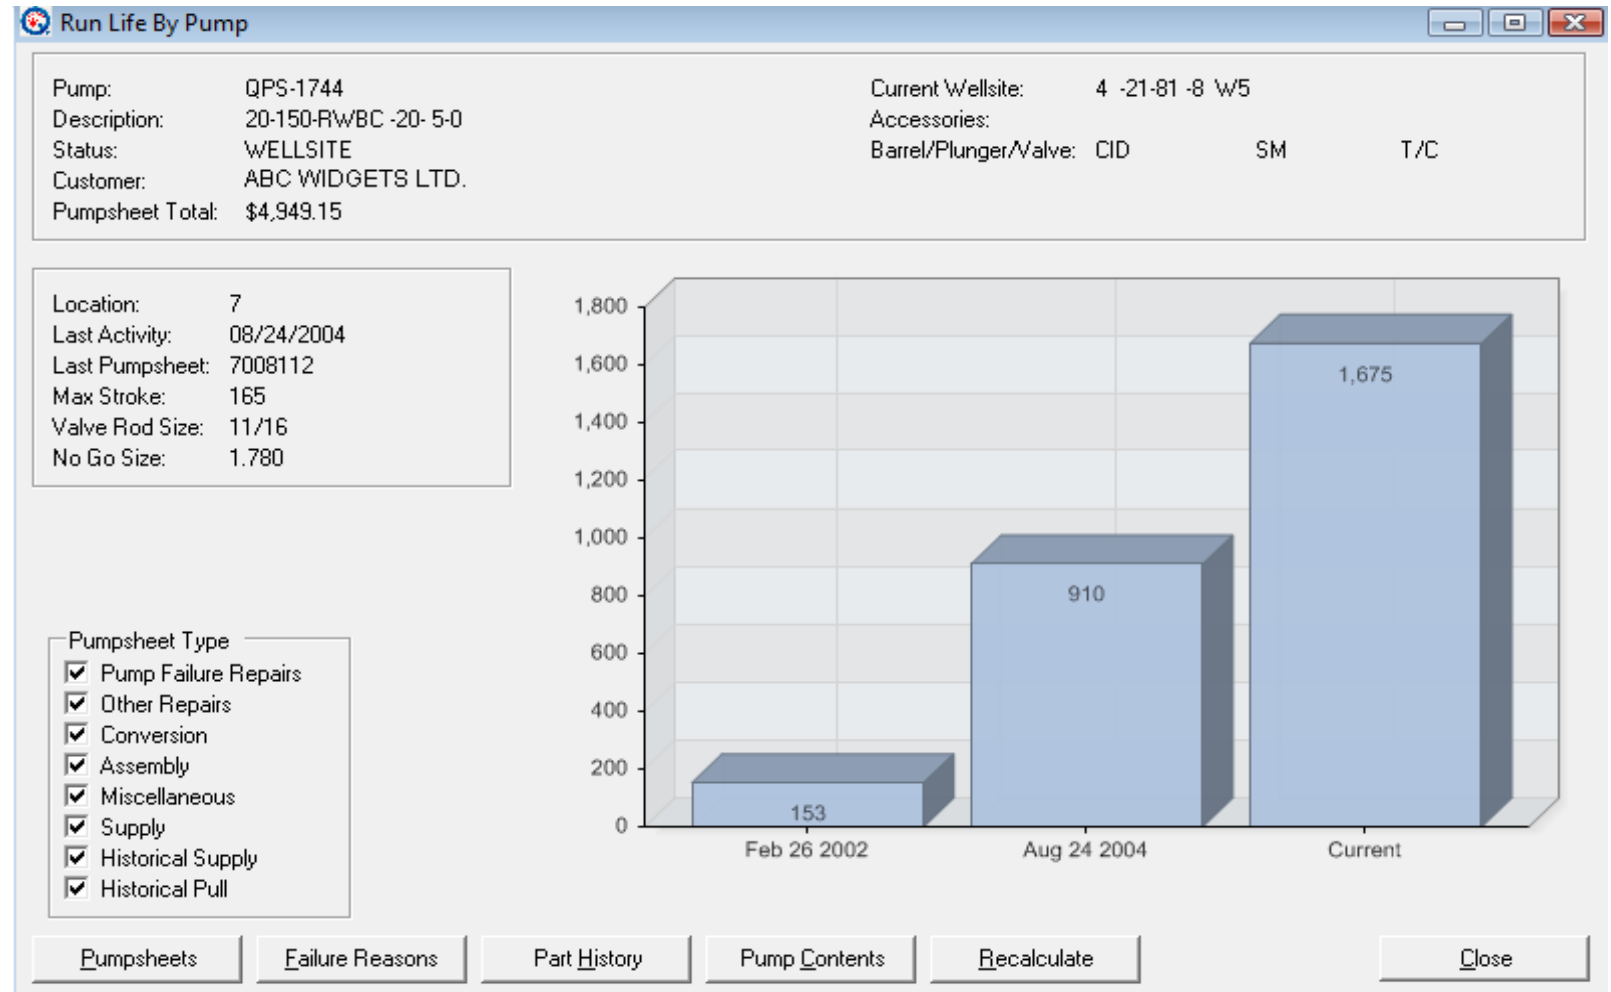 Run Life By Pump
Pump: QPS-1744
Description: 20-150-RWBC -20- 5-0
Status: WELLSITE
Customer: ABC WIDGETS LTD.
Pumpsheet Total: $4,949.15
Current Wellsite: 4 -21-81 -8 W5
Accessories:
Barrel/Plunger/Valve: CID SM T/C
Location: 7
Last Activity: 08/24/2004
Last Pumpsheet: 7008112
Max Stroke: 165
Valve Rod Size: 11/16
No Go Size: 1.780
Pumpsheet Type
Pump Failure Repairs
Other Repairs
Conversion
Assembly
Miscellaneous
Supply
Historical Supply
Historical Pull
1,800
1,600
1,400
1,200
1,000
800
600
400
200
0
153
910
1,675
Feb 26 2002 Aug 24 2004 Current
Pumpsheets Failure Reasons Part History Pump Contents Recalculate Close